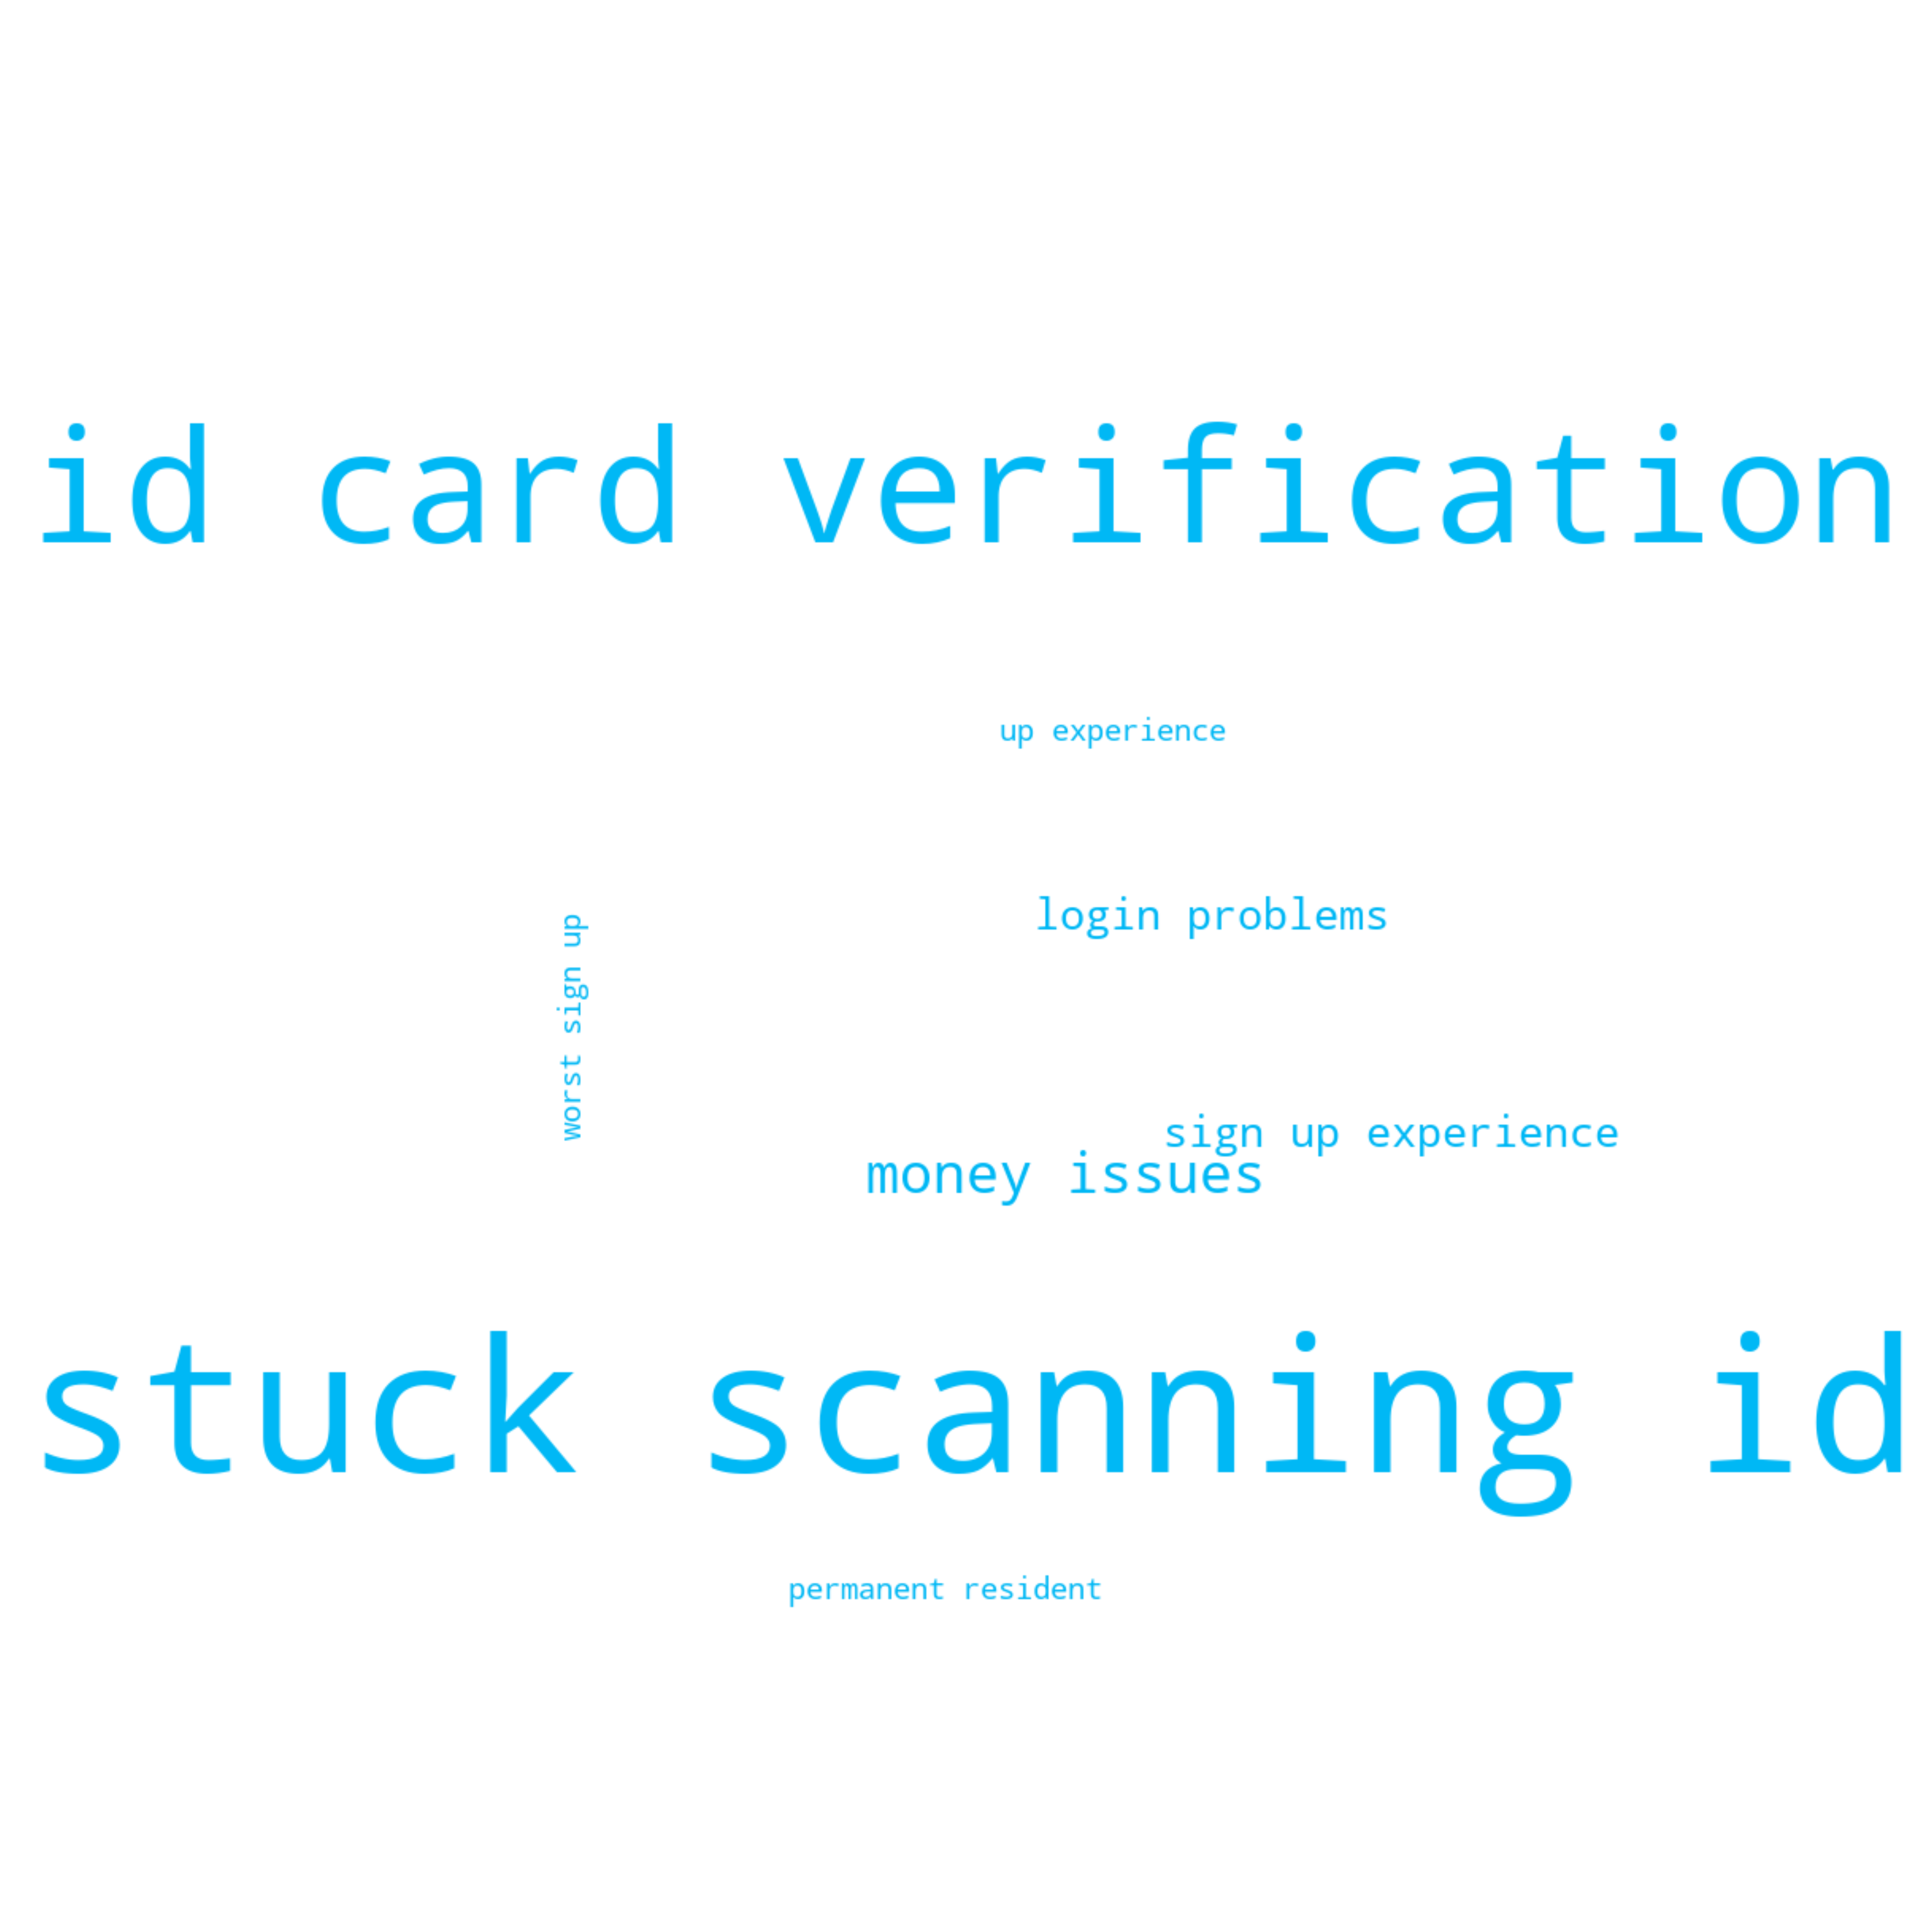 id card verification
up experience
login problems
worst sign up
sign up experience
money issues
stuck scanning id
permanent resident